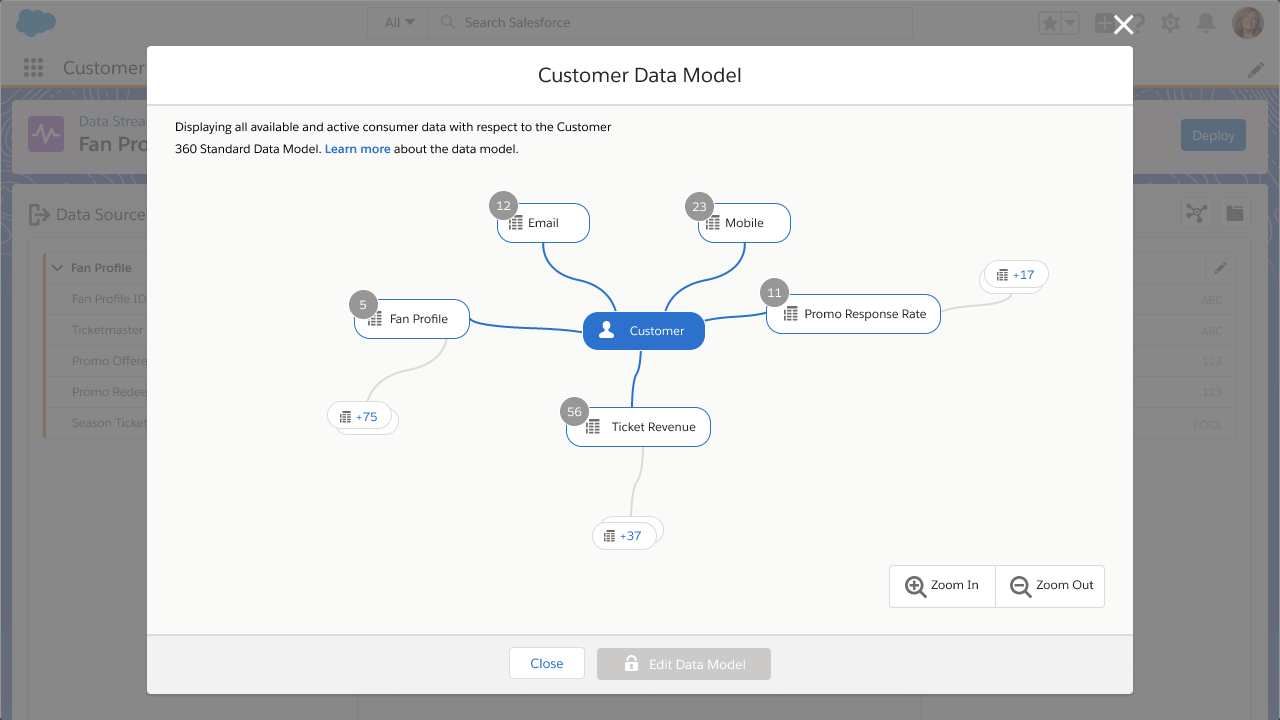 All
Search Salesforce
Customer
Customer Data Model
Data Strea
Fan Pro
Deploy
Displaying all available and active consumer data with respect to the Customer
360 Standard Data Model. Learn more about the data model.
Data Source
12
Email
23
Mobile
Fan Profile
+17
Fan Profile ID
ABC
5
Fan Profile
11
Promo Response Rate
Customer
Ticketmaster
ABC
Promo Offere
123
Promo Redee
123
+75
56
Ticket Revenue
Season Ticket
BOOL
+37
Zoom In
Zoom Out
Close
Edit Data Model